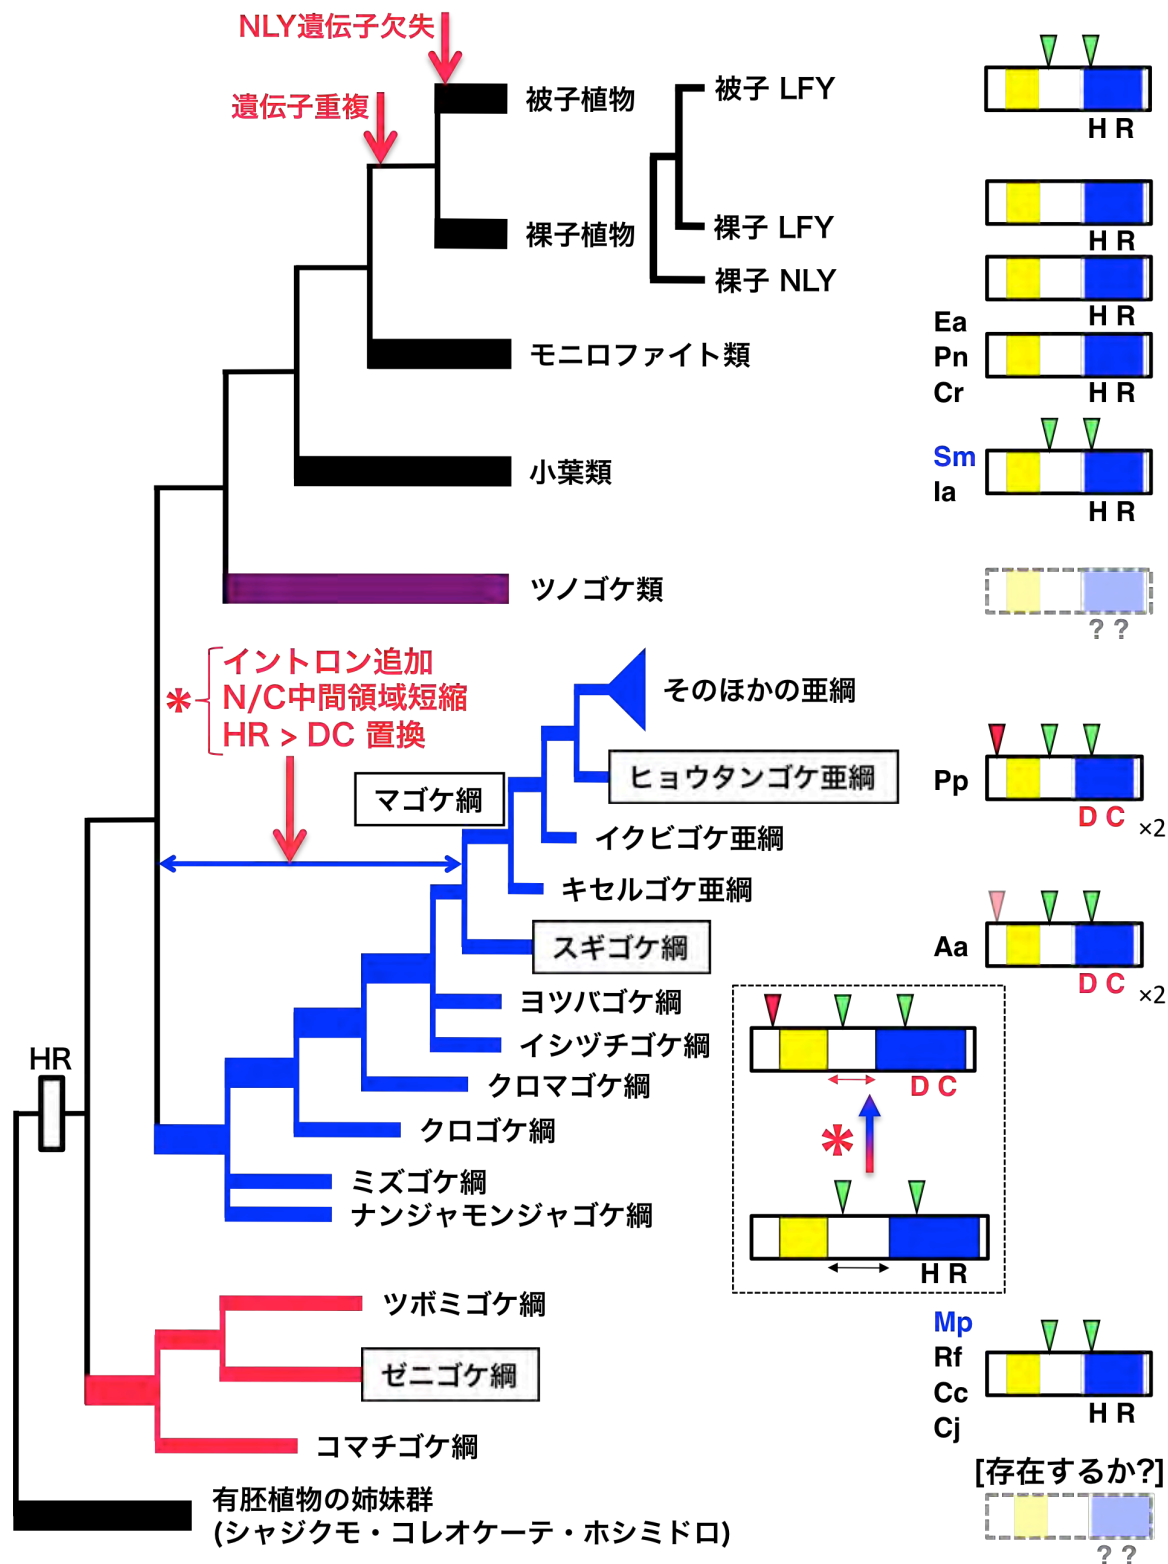 NLY遺伝子欠失
遺伝子重複
被子植物
被子 LFY
H R
裸子植物
裸子 LFY
H R
裸子 NLY
H R
モニロファイト類
Ea
Pn
Cr
H R
小葉類
Sm
Ia
H R
ツノゴケ類
? ?
*
イントロン追加
N/C中間領域短縮
HR > DC 置換
そのほかの亜綱
マゴケ綱
ヒョウタンゴケ亜綱
Pp
D C
×2
イクビゴケ亜綱
キセルゴケ亜綱
スギゴケ綱
Aa
D C
×2
ヨツバゴケ綱
イシヅチゴケ綱
クロマゴケ綱
クロゴケ綱
ミズゴケ綱
ナンジャモンジャゴケ綱
D C
*
H R
HR
ツボミゴケ綱
ゼニゴケ綱
コマチゴケ綱
Mp
Rf
Cc
Cj
H R
有胚植物の姉妹群
(シャジクモ・コレオケーテ・ホシミドロ)
[存在するか?]
? ?